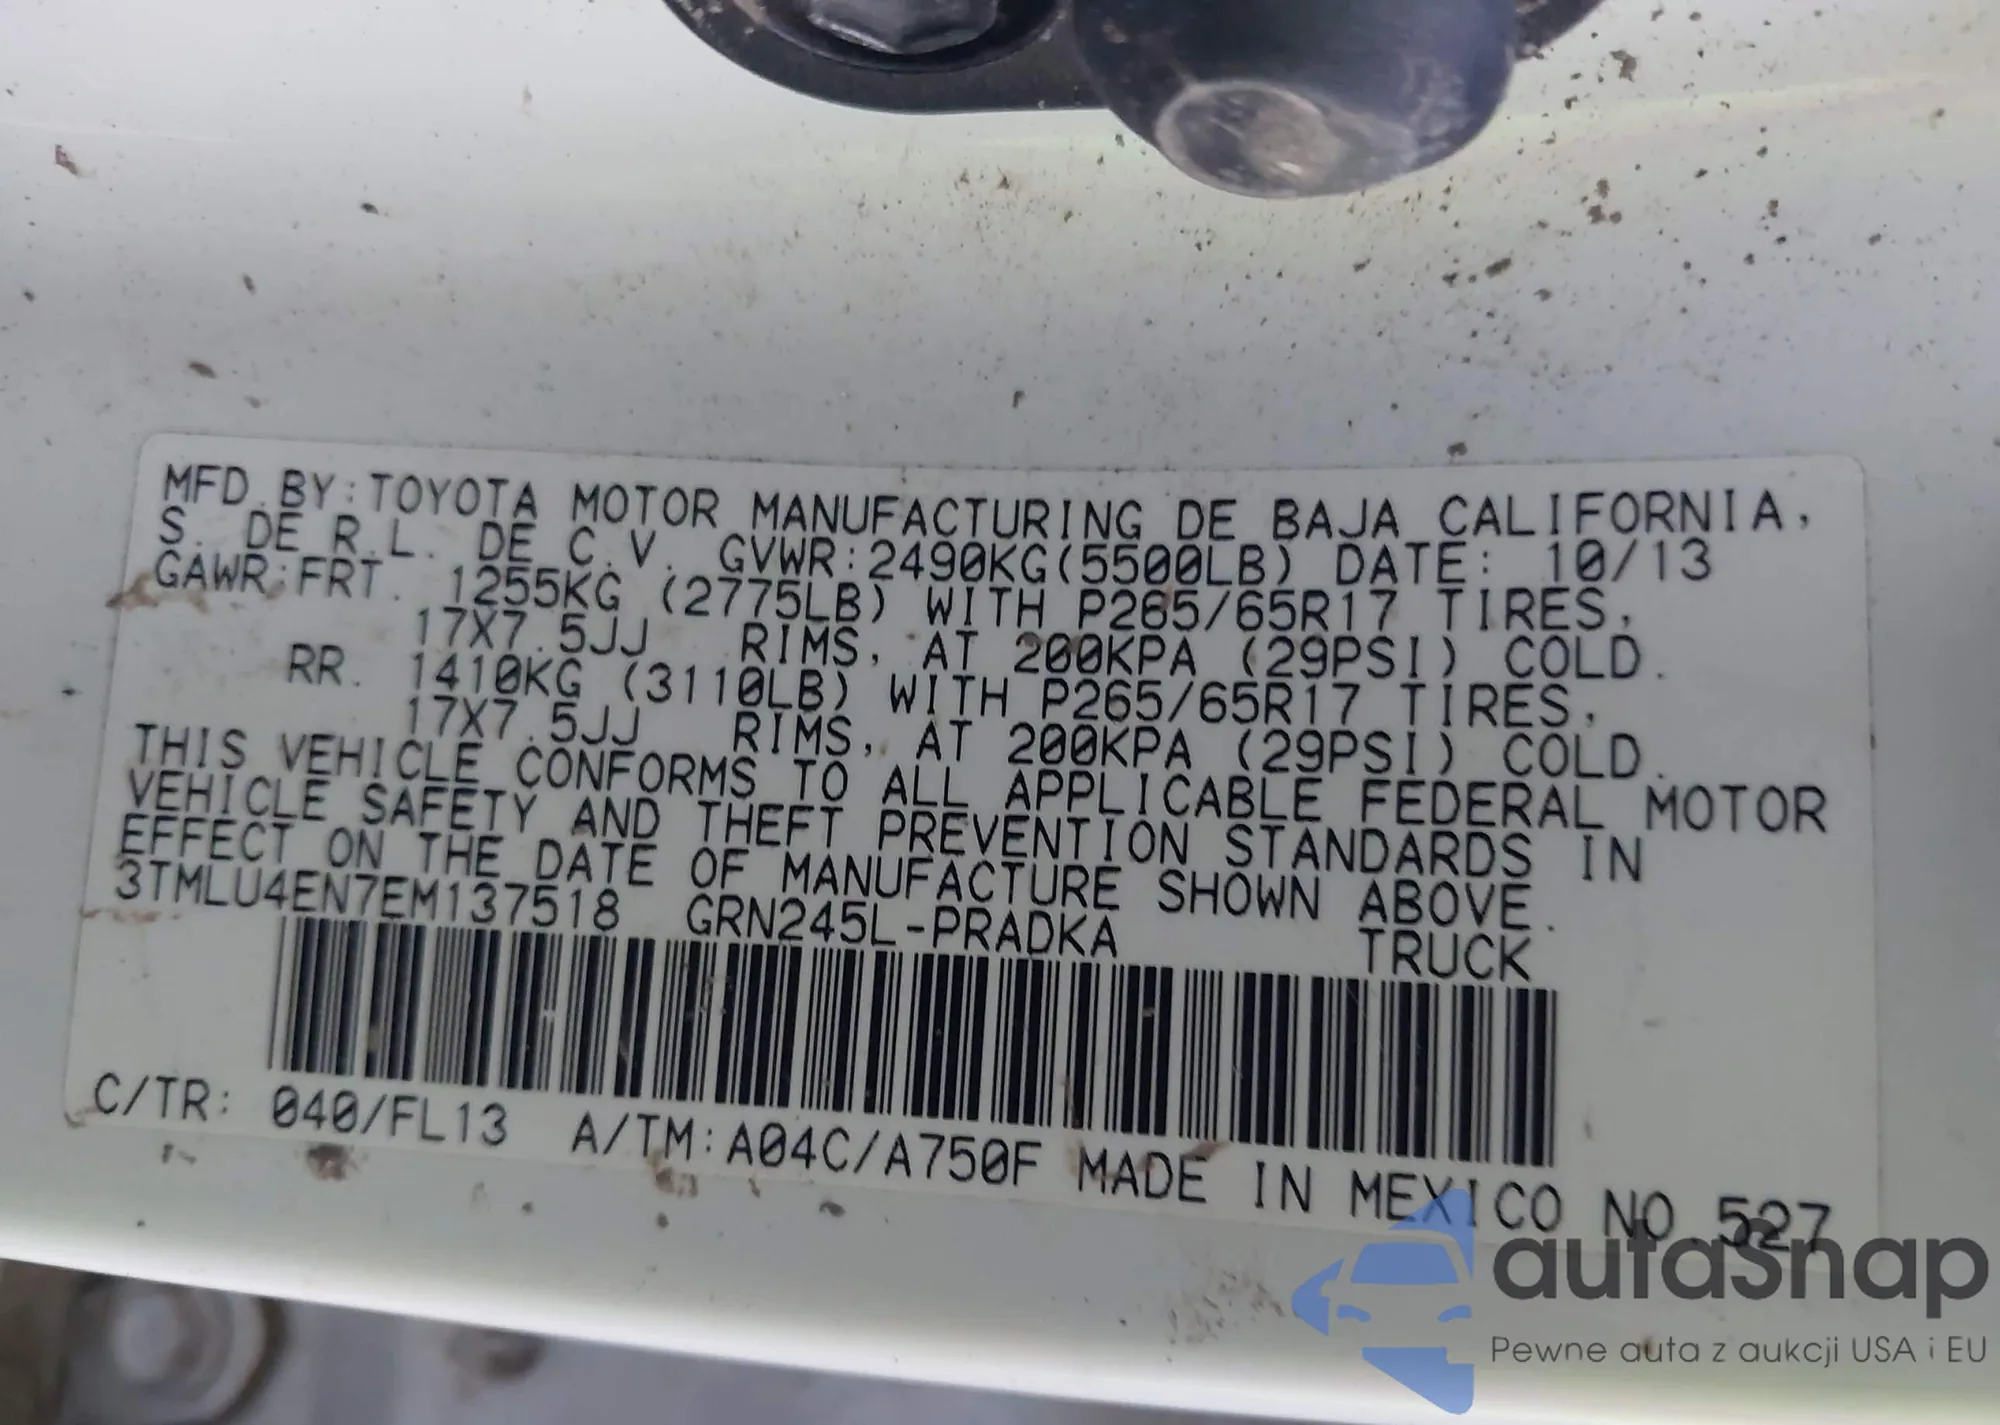 MFD.BY:TOYOTA MOTOR MANUFACTURING DE BAJA CALIFORNIA,
S. DE R.L. DE C.V. GVWR:2490KG(5500LB) DATE: 10/13
GAWR:FRT. 1255KG (2775LB) WITH P265/65R17 TIRES,
17X7.5JJ RIMS, AT 200KPA (29PSI) COLD.
RR. 1410KG (3110LB) WITH P265/65R17 TIRES,
17X7.5JJ RIMS, AT 200KPA (29PSI) COLD.
THIS VEHICLE CONFORMS TO ALL APPLICABLE FEDERAL MOTOR
VEHICLE SAFETY AND THEFT PREVENTION STANDARDS IN
EFFECT ON THE DATE OF MANUFACTURE SHOWN ABOVE.
3TMLU4EN7EM137518 GRN245L-PRADKA TRUCK
C/TR: 040/FL13 A/TM:A04C/A750F MADE IN MEXICO NO.527
autasnap
Pewne auta z aukcji USA i EU